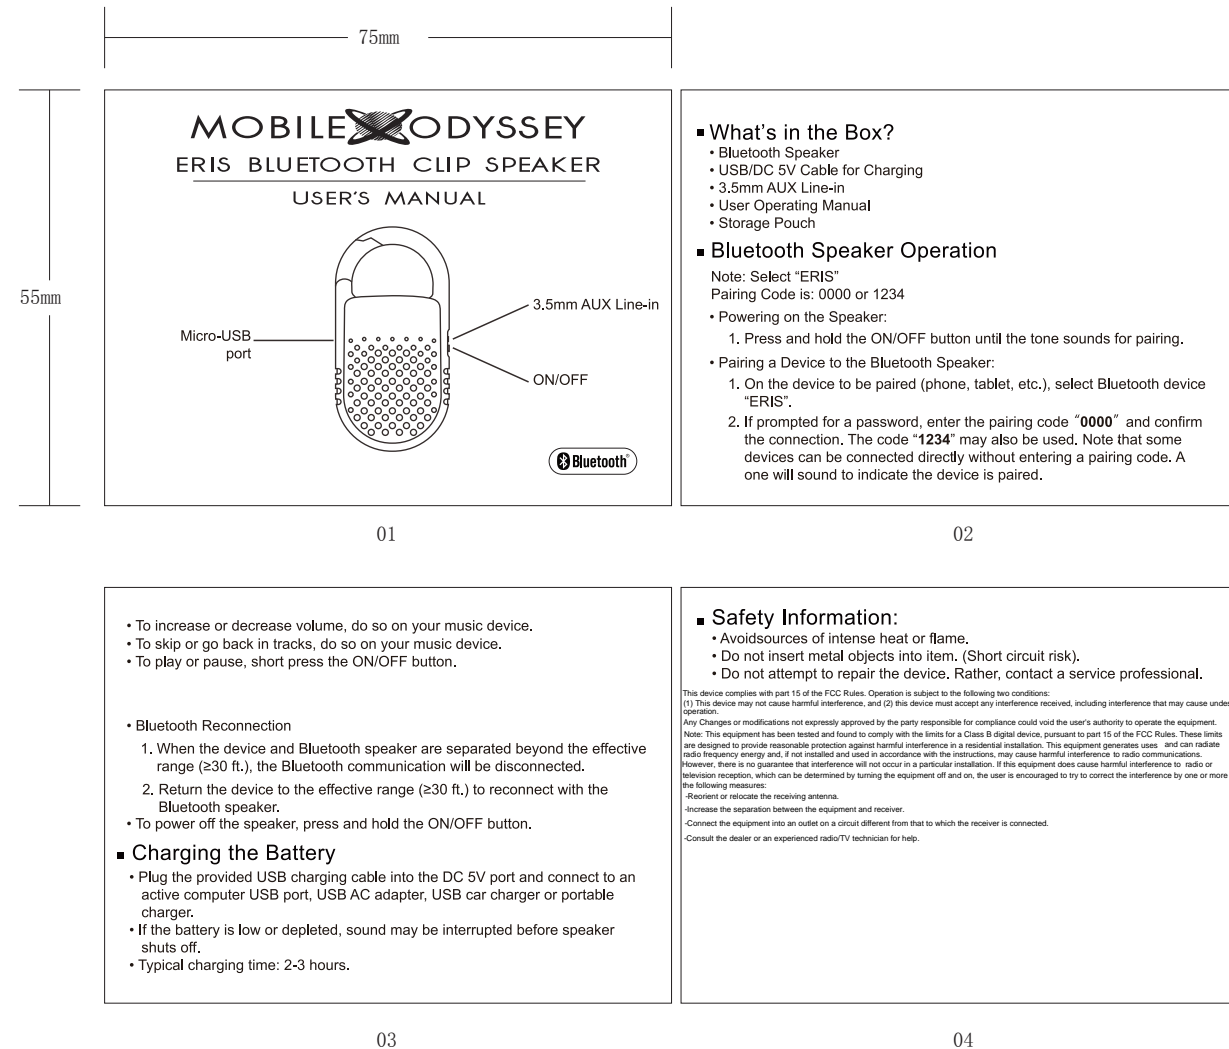 75mm
55mm
MOBILE ODYSSEY
ERIS BLUETOOTH CLIP SPEAKER
USER'S MANUAL
3.5mm AUX Line-in
Micro-USB
port
ON/OFF
Bluetooth®
01
■ What's in the Box?
• Bluetooth Speaker
• USB/DC 5V Cable for Charging
• 3.5mm AUX Line-in
• User Operating Manual
• Storage Pouch
■ Bluetooth Speaker Operation
Note: Select “ERIS”
Pairing Code is: 0000 or 1234
• Powering on the Speaker:
1. Press and hold the ON/OFF button until the tone sounds for pairing.
• Pairing a Device to the Bluetooth Speaker:
1. On the device to be paired (phone, tablet, etc.), select Bluetooth device
“ERIS”.
2. If prompted for a password, enter the pairing code “0000” and confirm
the connection. The code “1234” may also be used. Note that some
devices can be connected directly without entering a pairing code. A
one will sound to indicate the device is paired.
02
• To increase or decrease volume, do so on your music device.
• To skip or go back in tracks, do so on your music device.
• To play or pause, short press the ON/OFF button.
• Bluetooth Reconnection
1. When the device and Bluetooth speaker are separated beyond the effective
range (≥30 ft.), the Bluetooth communication will be disconnected.
2. Return the device to the effective range (≥30 ft.) to reconnect with the
Bluetooth speaker.
• To power off the speaker, press and hold the ON/OFF button.
■ Charging the Battery
• Plug the provided USB charging cable into the DC 5V port and connect to an
active computer USB port, USB AC adapter, USB car charger or portable
charger.
• If the battery is low or depleted, sound may be interrupted before speaker
shuts off.
• Typical charging time: 2-3 hours.
03
■ Safety Information:
• Avoidsources of intense heat or flame.
• Do not insert metal objects into item. (Short circuit risk).
• Do not attempt to repair the device. Rather, contact a service professional.
This device complies with part 15 of the FCC Rules. Operation is subject to the following two conditions:
(1) This device may not cause harmful interference, and (2) this device must accept any interference received, including interference that may cause undes
operation.
Any Changes or modifications not expressly approved by the party responsible for compliance could void the user's authority to operate the equipment.
Note: This equipment has been tested and found to comply with the limits for a Class B digital device, pursuant to part 15 of the FCC Rules. These limits
are designed to provide reasonable protection against harmful interference in a residential installation. This equipment generates uses and can radiate
radio frequency energy and, if not installed and used in accordance with the instructions, may cause harmful interference to radio communications.
However, there is no guarantee that interference will not occur in a particular installation. If this equipment does cause harmful interference to radio or
television reception, which can be determined by turning the equipment off and on, the user is encouraged to try to correct the interference by one or more
the following measures:
-Reorient or relocate the receiving antenna.
-Increase the separation between the equipment and receiver.
-Connect the equipment into an outlet on a circuit different from that to which the receiver is connected.
-Consult the dealer or an experienced radio/TV technician for help.
04